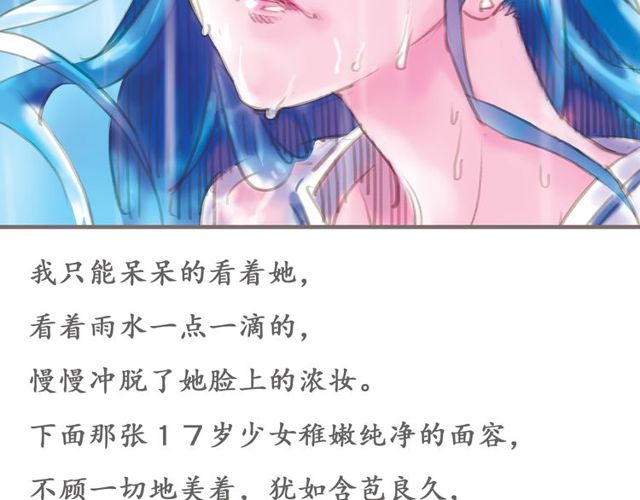 我只能呆呆的看着她，
看着雨水一点一滴的，
慢慢冲脱了她脸上的浓妆。
下面那张１７岁少女稚嫩纯净的面容，
不顾一切地美着，犹如含苞良久，